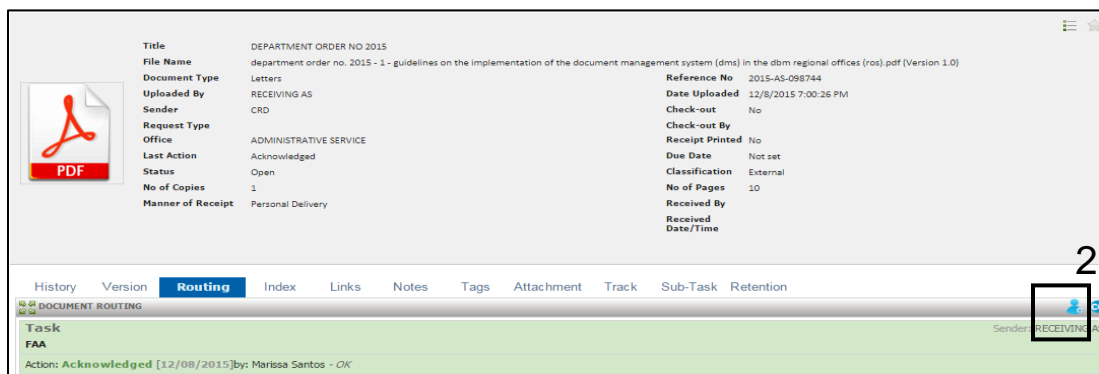 Title DEPARTMENT ORDER NO 2015
File Name department order no. 2015 - 1 - guidelines on the implementation of the document management system (dms) in the dbm regional offices (ros).pdf (Version 1.0)
Document Type Letters Reference No 2015-AS-098744
Uploaded By RECEIVING AS Date Uploaded 12/8/2015 7:00:26 PM
Sender CRD Check-out No
Request Type Check-out By
Office ADMINISTRATIVE SERVICE Receipt Printed No
Last Action Acknowledged Due Date Not set
Status Open Classification External
No of Copies 1 No of Pages 10
Manner of Receipt Personal Delivery Received By
Received
Date/Time
PDF
2
History Version Routing Index Links Notes Tags Attachment Track Sub-Task Retention
DOCUMENT ROUTING
Task Sender: RECEIVING AS
FAA
Action: Acknowledged [12/08/2015]by: Marissa Santos - OK